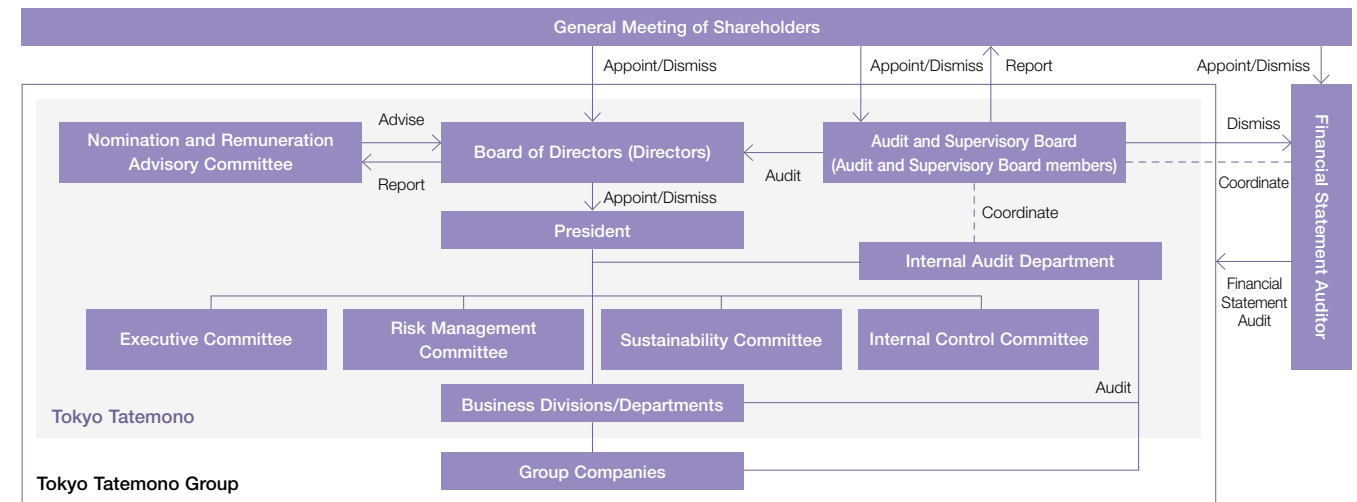 General Meeting of Shareholders
Appoint/Dismiss
Appoint/Dismiss
Report
Appoint/Dismiss
Nomination and Remuneration
Advisory Committee
Advise
Report
Board of Directors (Directors)
Audit
Audit and Supervisory Board
(Audit and Supervisory Board members)
Dismiss
Coordinate
Financial Statement Auditor
Appoint/Dismiss
Coordinate
President
Internal Audit Department
Financial
Statement
Audit
Executive Committee
Risk Management
Committee
Sustainability Committee
Internal Control Committee
Audit
Business Divisions/Departments
Tokyo Tatemono
Group Companies
Tokyo Tatemono Group